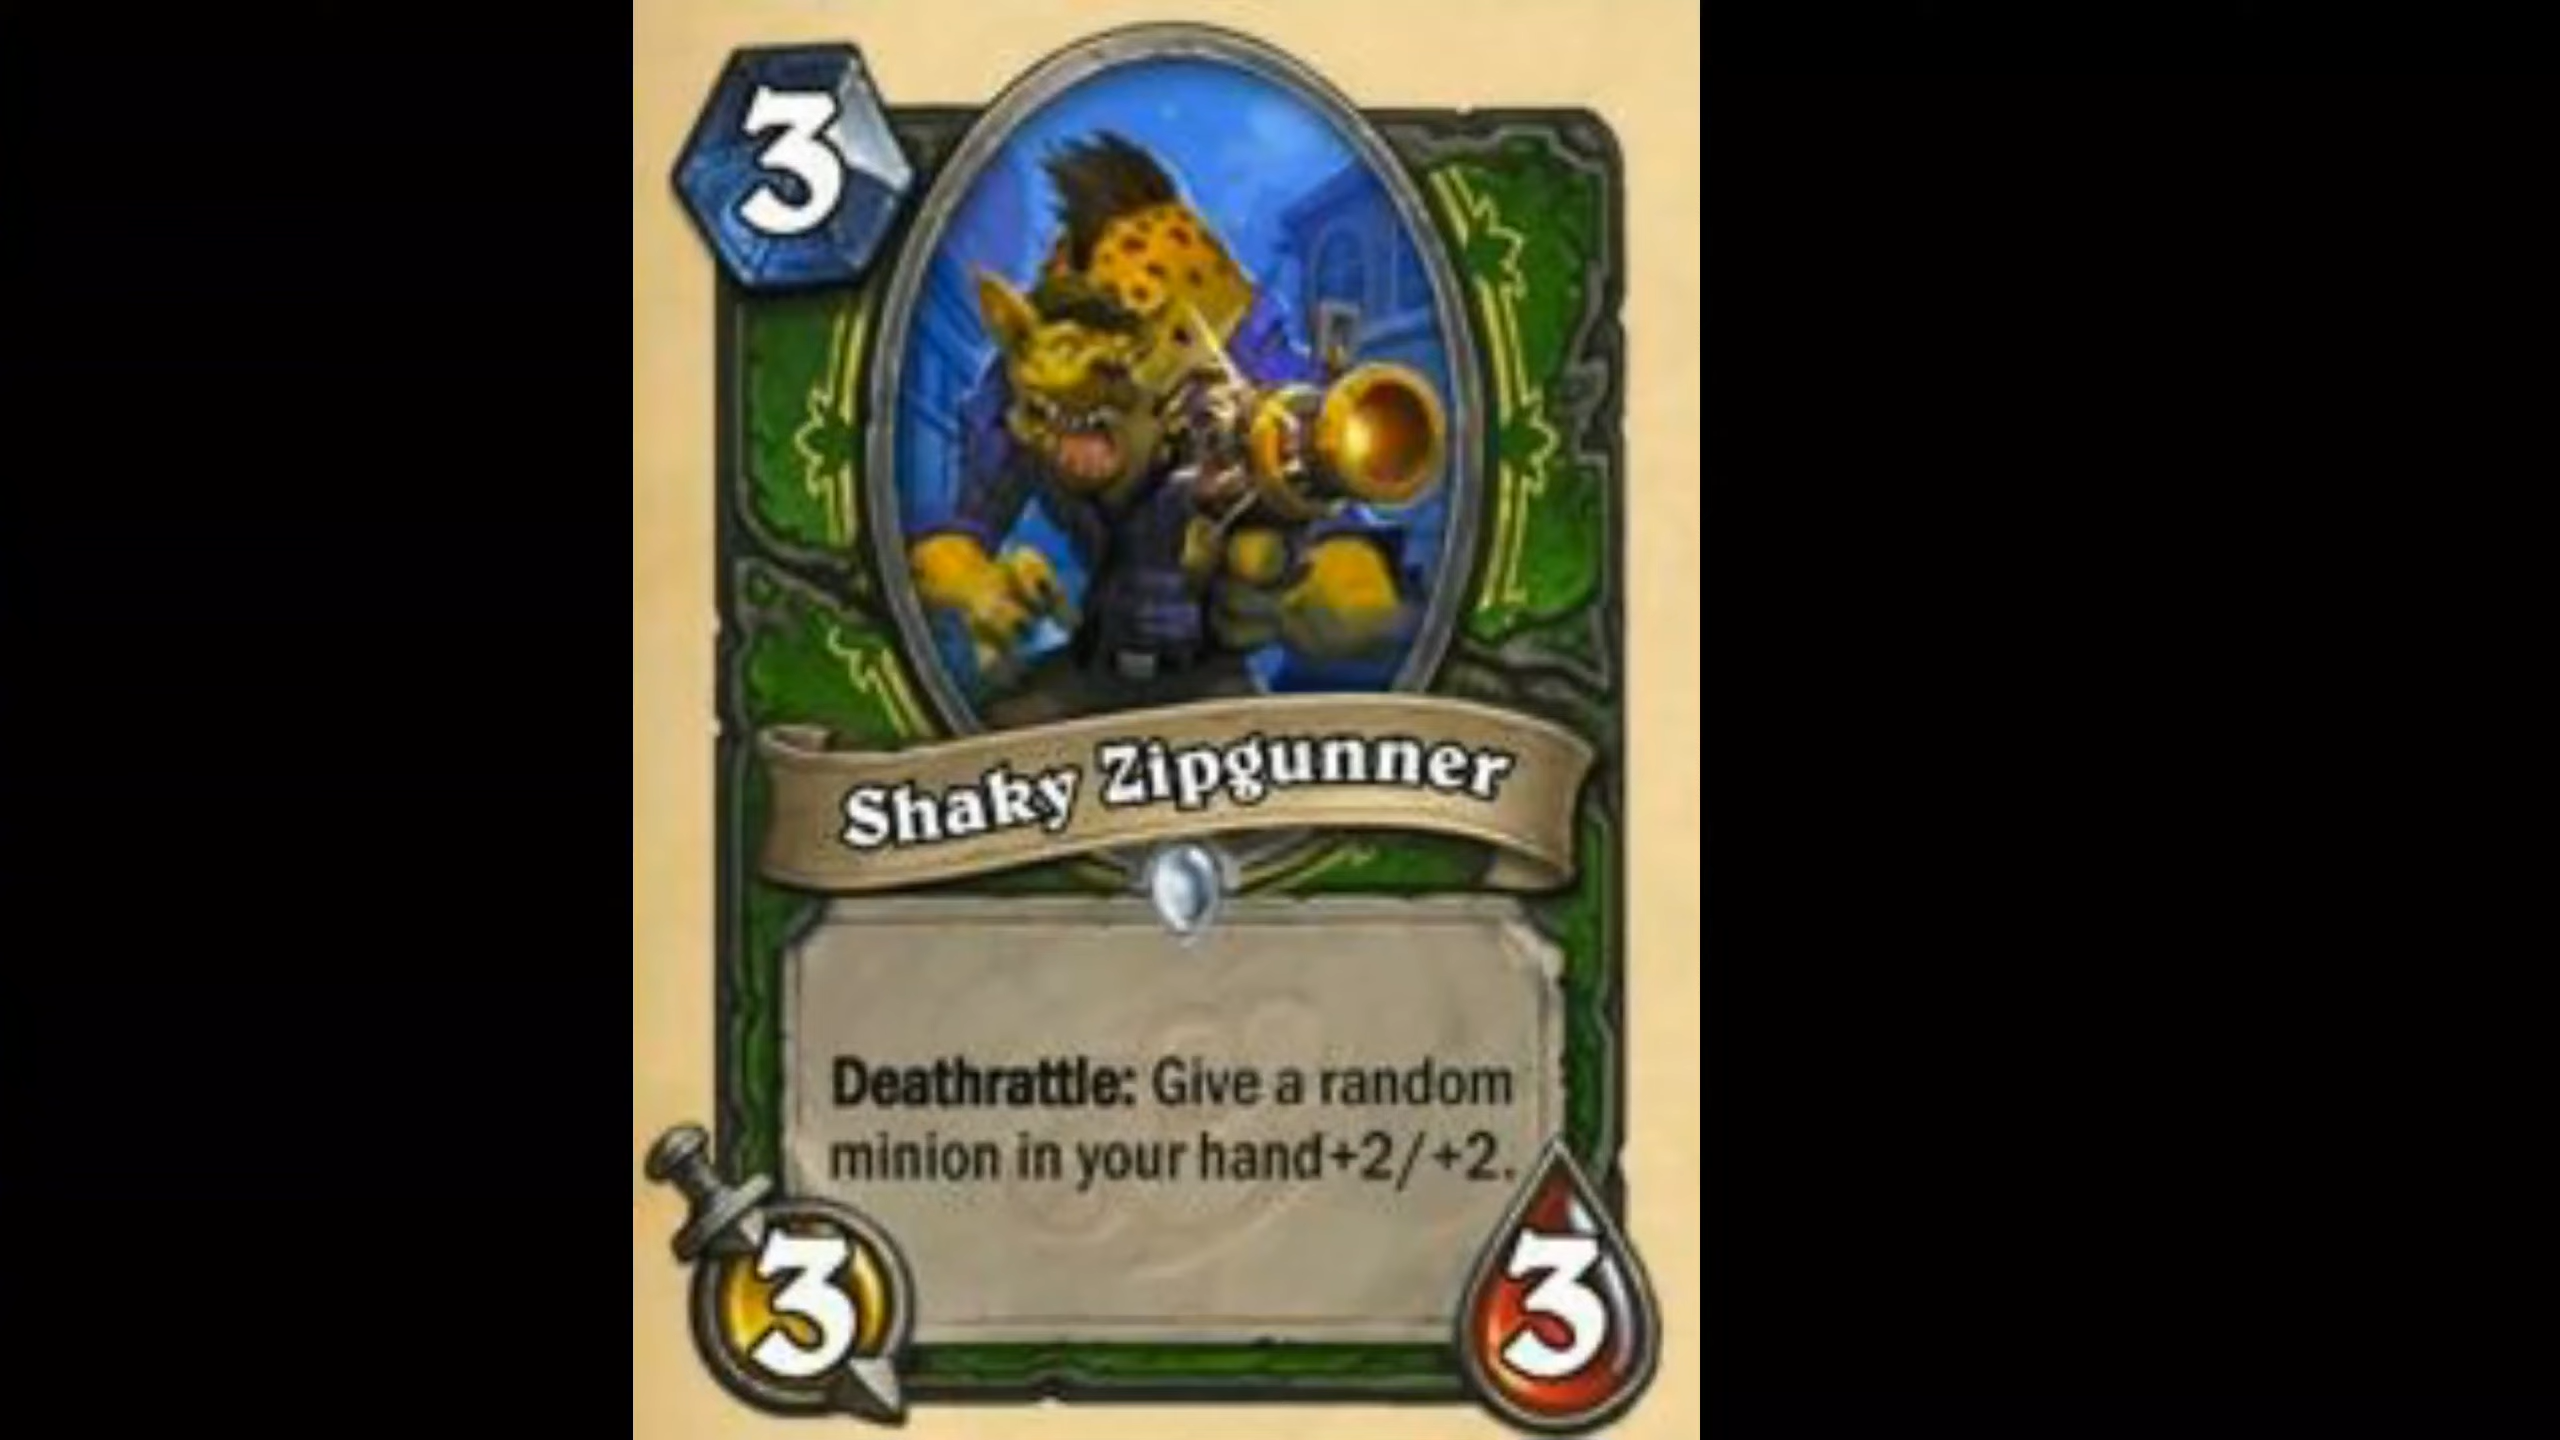 3
Shaky Zipgunner
Deathrattle: Give a random
minion in your hand+2/+2.
3
3